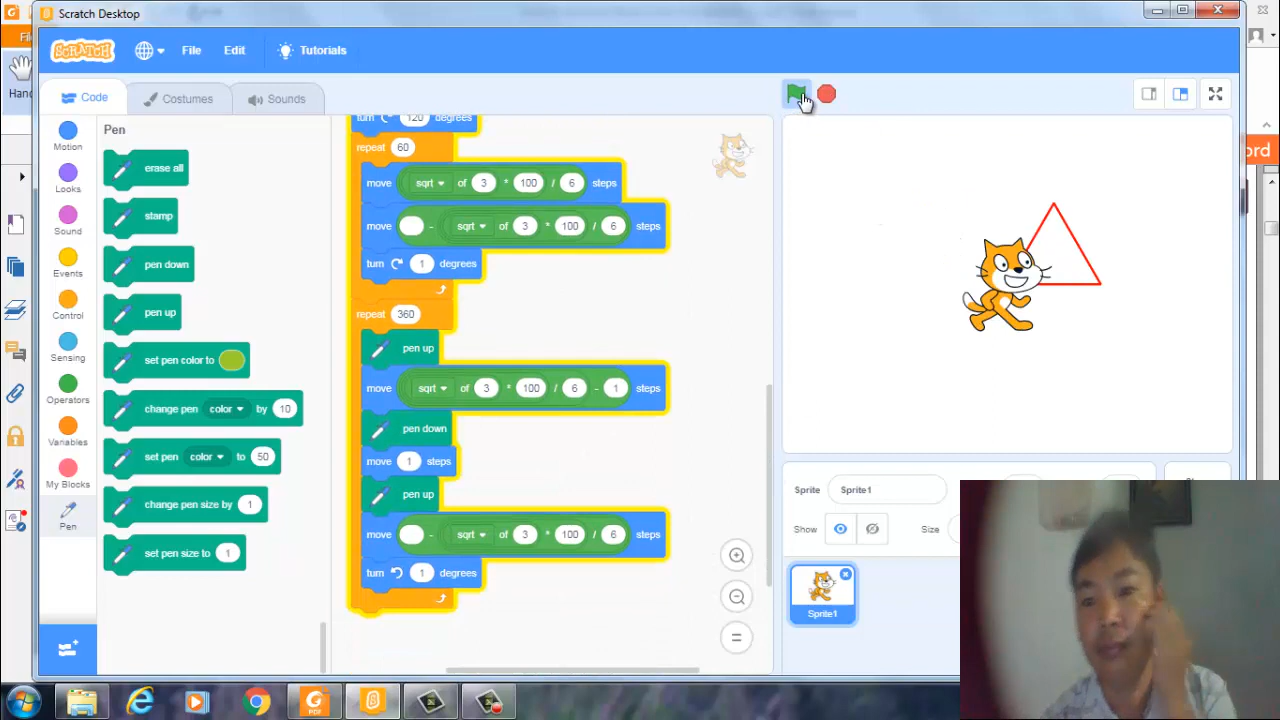 Scratch Desktop
SCRATCH File Edit Tutorials
Hand
Code Costumes Sounds
Motion
Looks
Sound
Events
Control
Sensing
Operators
Variables
My Blocks
Pen
Pen
erase all
stamp
pen down
pen up
set pen color to
change pen color by 10
set pen color to 50
change pen size by 1
set pen size to 1
turn 120 degrees
repeat 60
move sqrt of 3 * 100 / 6 steps
move - sqrt of 3 * 100 / 6 steps
turn 1 degrees
repeat 360
pen up
move sqrt of 3 * 100 / 6 - 1 steps
pen down
move 1 steps
pen up
move - sqrt of 3 * 100 / 6 steps
turn 1 degrees
Sprite Sprite1
Show Size
Sprite1
PDF